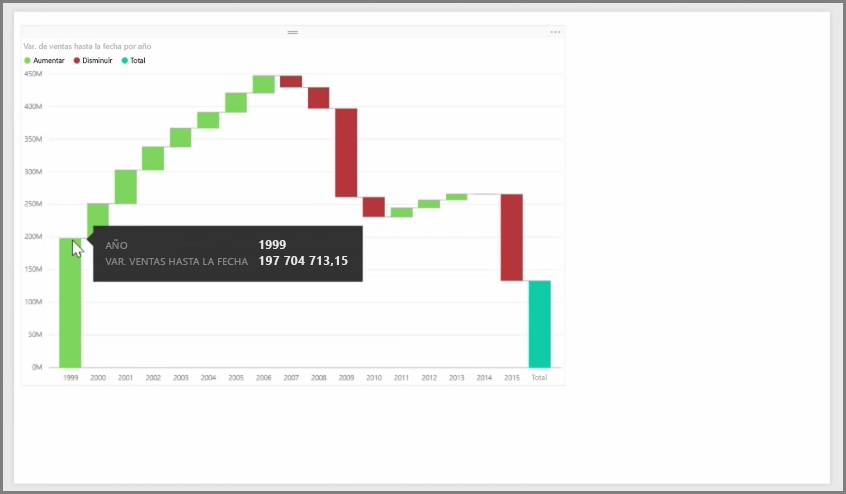 Var. de ventas hasta la fecha por año
Aumentar Disminuir Total
450M
400M
350M
300M
250M
200M
150M
100M
50M
0M
AÑO 1999
VAR. VENTAS HASTA LA FECHA 197 704 713,15
1999 2000 2001 2002 2003 2004 2005 2006 2007 2008 2009 2010 2011 2012 2013 2014 2015 Total